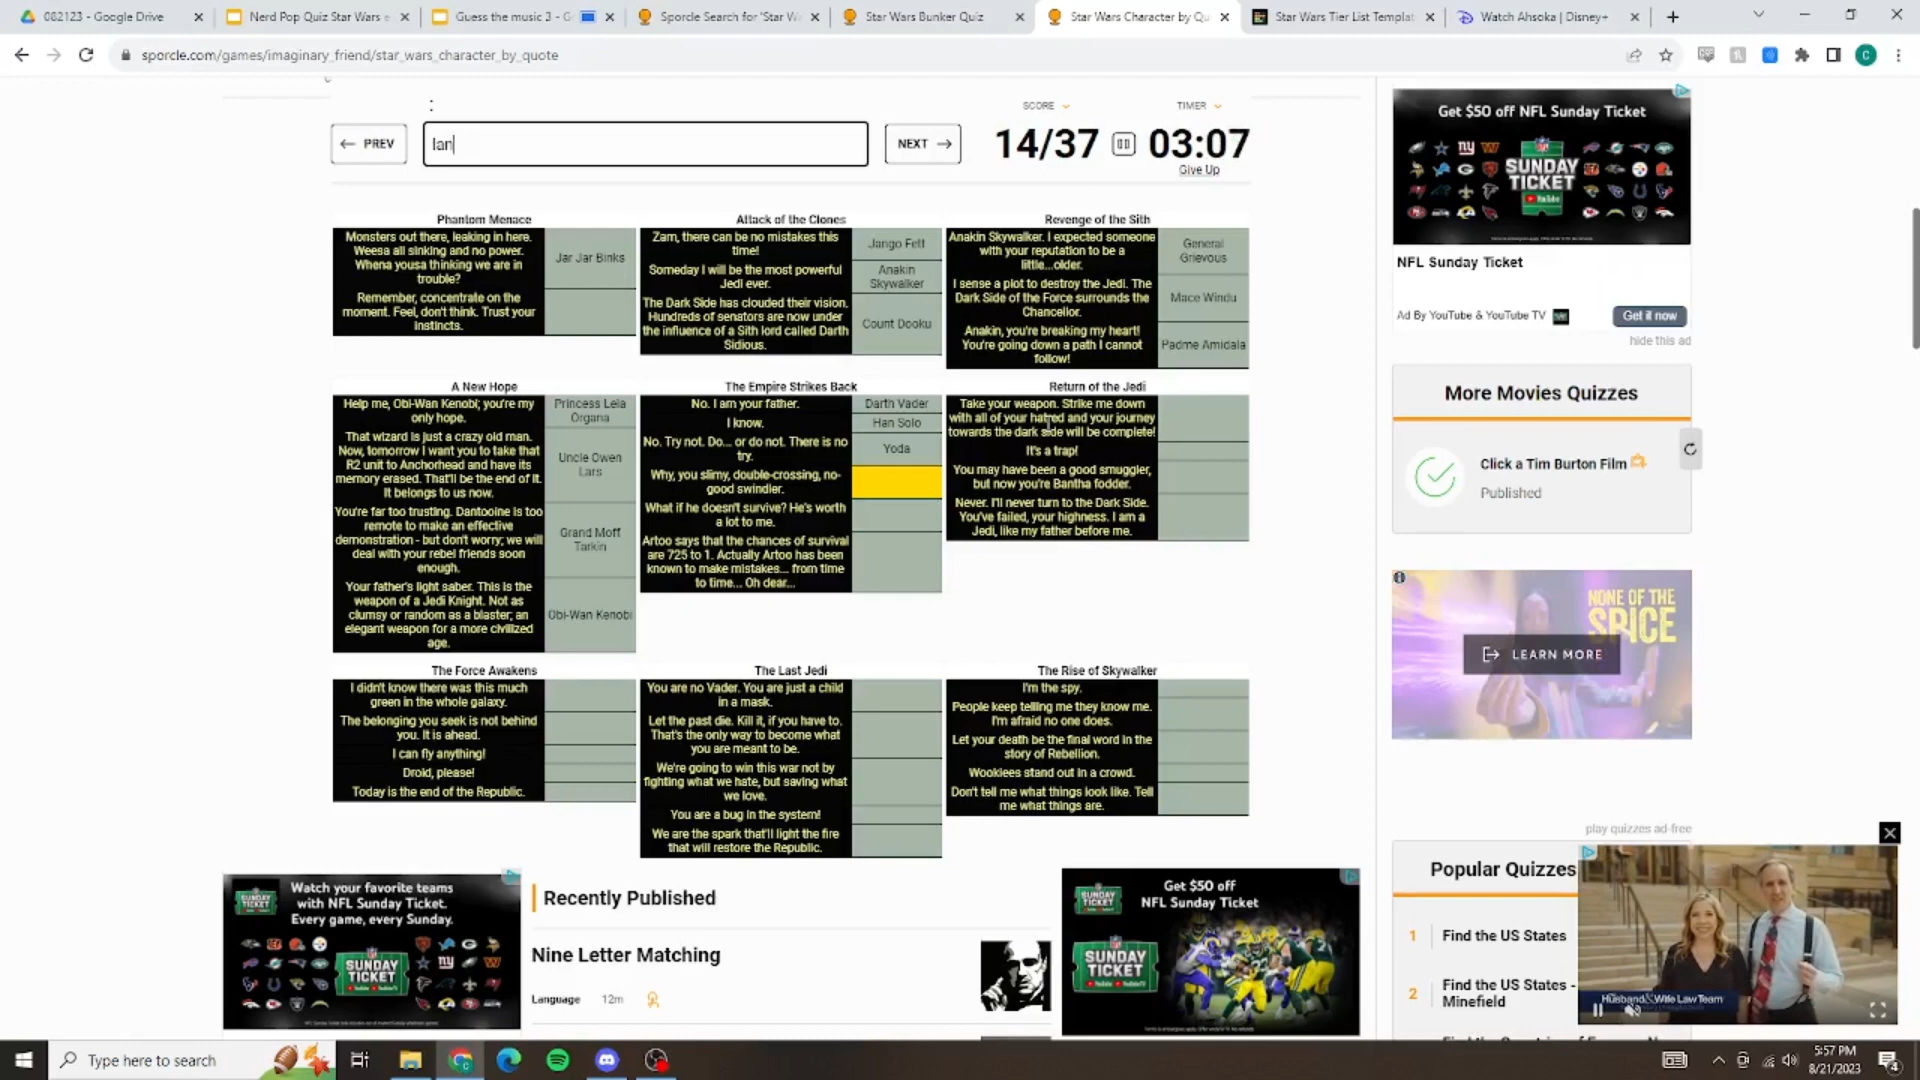 082123 - Google Drive
Nerd Pop Quiz Star Wars e
Guess the music 3 - G
Sporcle Search for 'Star W
Star Wars Bunker Quiz
Star Wars Character by Qu
Star Wars Tier List Templat
Watch Ahsoka | Disney+
sporcle.com/games/imaginary_friend/star_wars_character_by_quote
C
:
← PREV
lan
NEXT →
SCORE
14/37
TIMER
03:07
Give Up
Phantom Menace
Monsters out there, leaking in here.
Weesa all sinking and no power.
Whena yousa thinking we are in
trouble?
Jar Jar Binks
Remember, concentrate on the
moment. Feel, don't think. Trust your
instincts.
Attack of the Clones
Zam, there can be no mistakes this
time!
Jango Fett
Someday I will be the most powerful
Jedi ever.
Anakin
Skywalker
The Dark Side has clouded their vision.
Hundreds of senators are now under
the influence of a Sith lord called Darth
Sidious.
Count Dooku
Revenge of the Sith
Anakin Skywalker. I expected someone
with your reputation to be a
little...older.
General
Grievous
I sense a plot to destroy the Jedi. The
Dark Side of the Force surrounds the
Chancellor.
Mace Windu
Anakin, you're breaking my heart!
You're going down a path I cannot
follow!
Padme Amidala
A New Hope
Help me, Obi-Wan Kenobi; you're my
only hope.
Princess Leia
Organa
That wizard is just a crazy old man.
Now, tomorrow I want you to take that
R2 unit to Anchorhead and have its
memory erased. That'll be the end of it.
It belongs to us now.
Uncle Owen
Lars
You're far too trusting. Dantooine is too
remote to make an effective
demonstration - but don't worry; we will
deal with your rebel friends soon
enough.
Grand Moff
Tarkin
Your father's light saber. This is the
weapon of a Jedi Knight. Not as
clumsy or random as a blaster; an
elegant weapon for a more civilized
age.
Obi-Wan Kenobi
The Empire Strikes Back
No. I am your father.
Darth Vader
I know.
Han Solo
No. Try not. Do... or do not. There is no
try.
Yoda
Why, you slimy, double-crossing, no-
good swindler.
What if he doesn't survive? He's worth
a lot to me.
Artoo says that the chances of survival
are 725 to 1. Actually Artoo has been
known to make mistakes... from time
to time... Oh dear...
Return of the Jedi
Take your weapon. Strike me down
with all of your hatred and your journey
towards the dark side will be complete!
It's a trap!
You may have been a good smuggler,
but now you're Bantha fodder.
Never. I'll never turn to the Dark Side.
You've failed, your highness. I am a
Jedi, like my father before me.
The Force Awakens
I didn't know there was this much
green in the whole galaxy.
The belonging you seek is not behind
you. It is ahead.
I can fly anything!
Droid, please!
Today is the end of the Republic.
The Last Jedi
You are no Vader. You are just a child
in a mask.
Let the past die. Kill it, if you have to.
That's the only way to become what
you are meant to be.
We're going to win this war not by
fighting what we hate, but saving what
we love.
You are a bug in the system!
We are the spark that'll light the fire
that will restore the Republic.
The Rise of Skywalker
I'm the spy.
People keep telling me they know me.
I'm afraid no one does.
Let your death be the final word in the
story of Rebellion.
Wookiees stand out in a crowd.
Don't tell me what things look like. Tell
me what things are.
Get $50 off NFL Sunday Ticket
SUNDAY
TICKET
YouTube
NFL Sunday Ticket
Ad By YouTube & YouTube TV
Get it now
hide this ad
More Movies Quizzes
Click a Tim Burton Film
Published
NONE OF THE
SPICE
LEARN MORE
play quizzes ad-free
Popular Quizzes
1 Find the US States
2 Find the US States -
Minefield
Husband&Wife Law Team
SUNDAY
TICKET
Watch your favorite teams
with NFL Sunday Ticket.
Every game, every Sunday.
SUNDAY
TICKET
Recently Published
Nine Letter Matching
Language 12m
SUNDAY
TICKET
Get $50 off
NFL Sunday Ticket
SUNDAY
TICKET
Type here to search
5:57 PM
8/21/2023
4